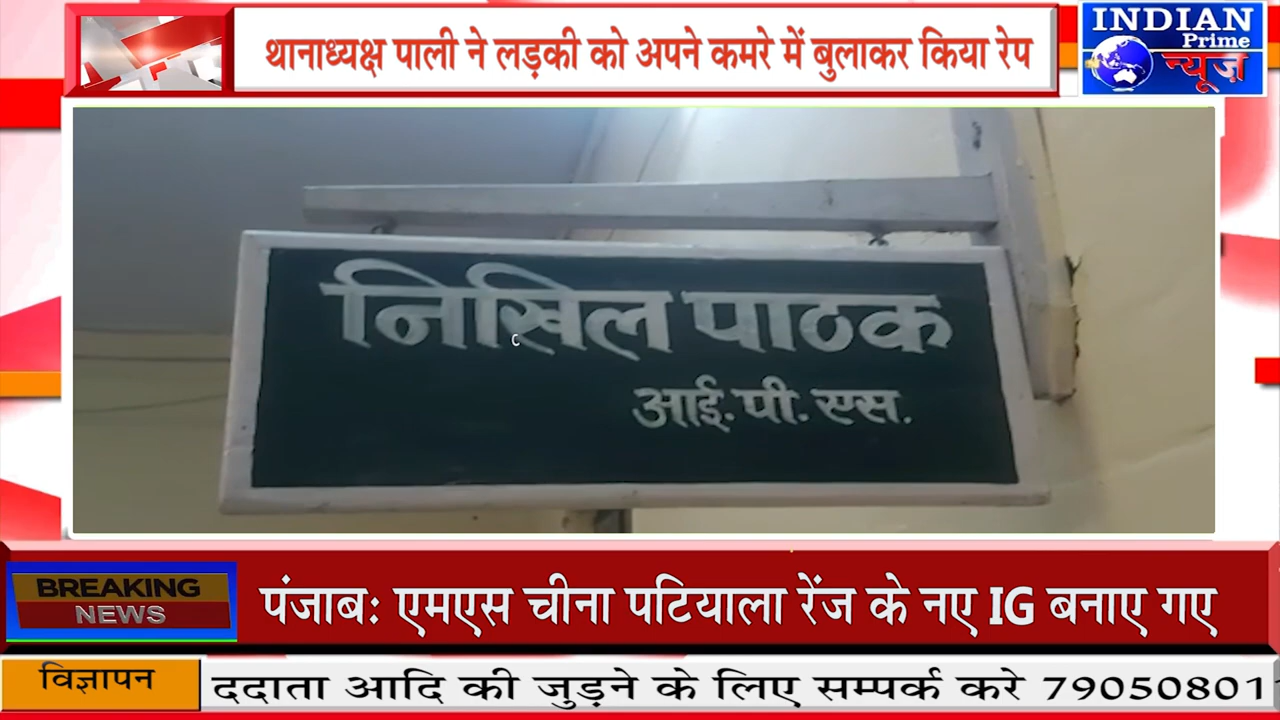 थानाध्यक्ष पाली ने लड़की को अपने कमरे में बुलाकर किया रेप
INDIAN
Prime
न्यूज़
निखिल पाठक
आई.पी.एस.
BREAKING
NEWS
पंजाब: एमएस चीना पटियाला रेंज के नए IG बनाए गए
विज्ञापन
ददाता आदि की जुड़ने के लिए सम्पर्क करे 79050801